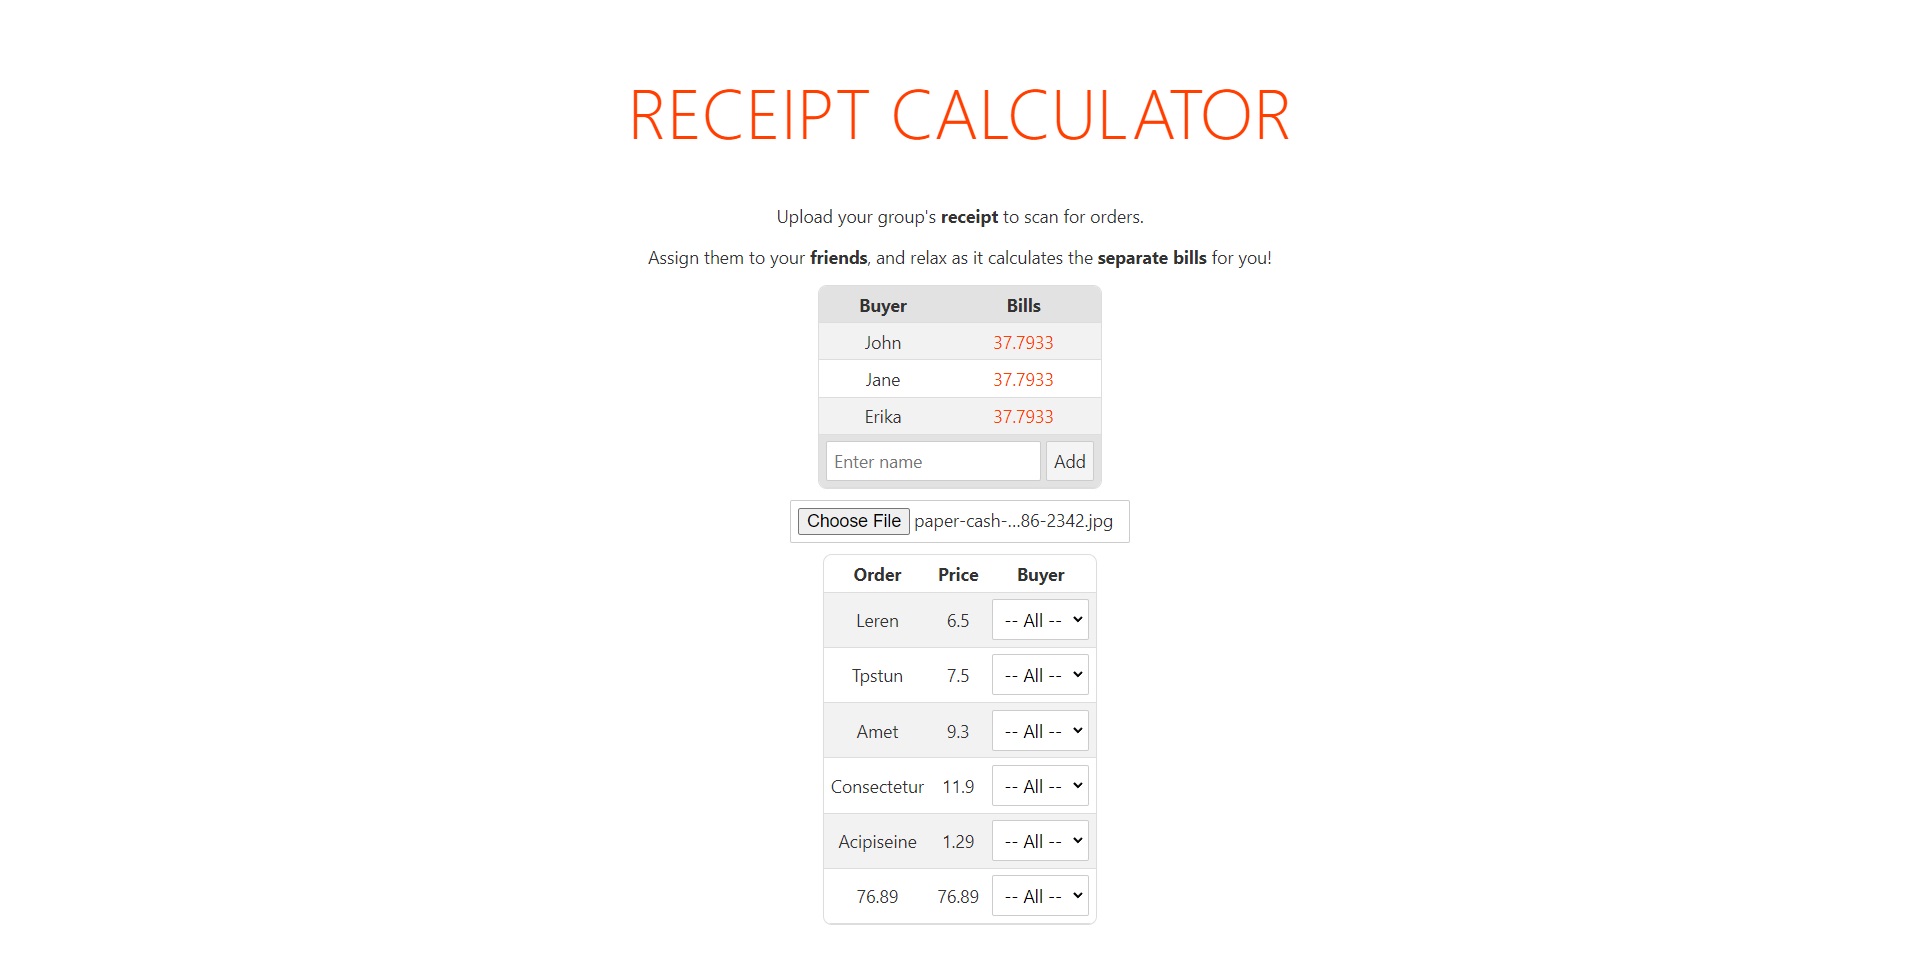 RECEIPT CALCULATOR
Upload your group's receipt to scan for orders.
Assign them to your friends, and relax as it calculates the separate bills for you!
Buyer Bills
John 37.7933
Jane 37.7933
Erika 37.7933
Enter name Add
Choose File paper-cash-...86-2342.jpg
Order Price Buyer
Leren 6.5 -- All --
Tpstun 7.5 -- All --
Amet 9.3 -- All --
Consectetur 11.9 -- All --
Acipiseine 1.29 -- All --
76.89 76.89 -- All --